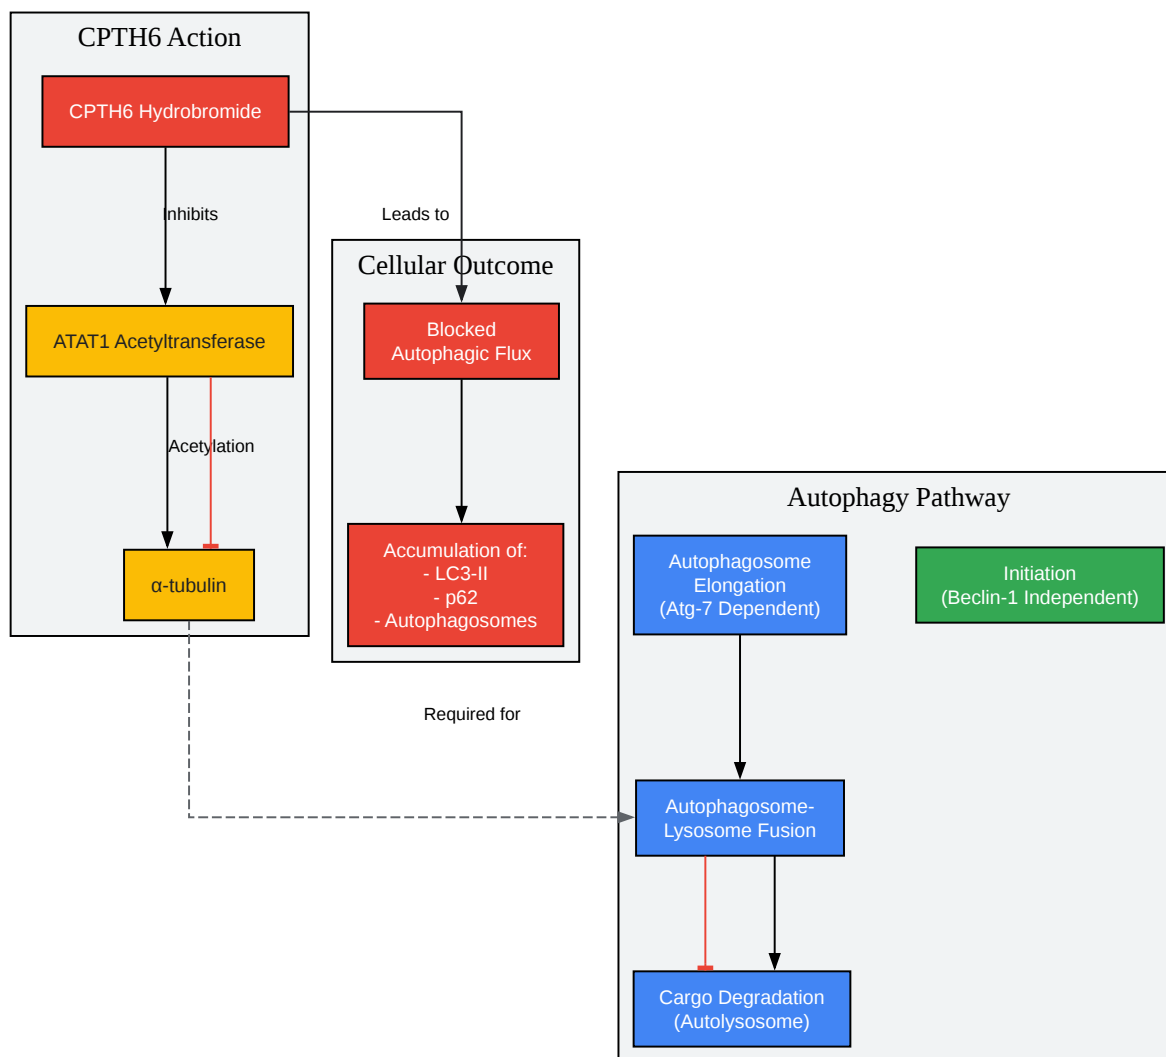 CPTH6 Action
CPTH6 Hydrobromide
Inhibits
ATAT1 Acetyltransferase
Acetylation
α-tubulin
Leads to
Cellular Outcome
Blocked
Autophagic Flux
Accumulation of:
- LC3-II
- p62
- Autophagosomes
Required for
Autophagy Pathway
Autophagosome
Elongation
(Atg-7 Dependent)
Initiation
(Beclin-1 Independent)
Autophagosome-
Lysosome Fusion
Cargo Degradation
(Autolysosome)